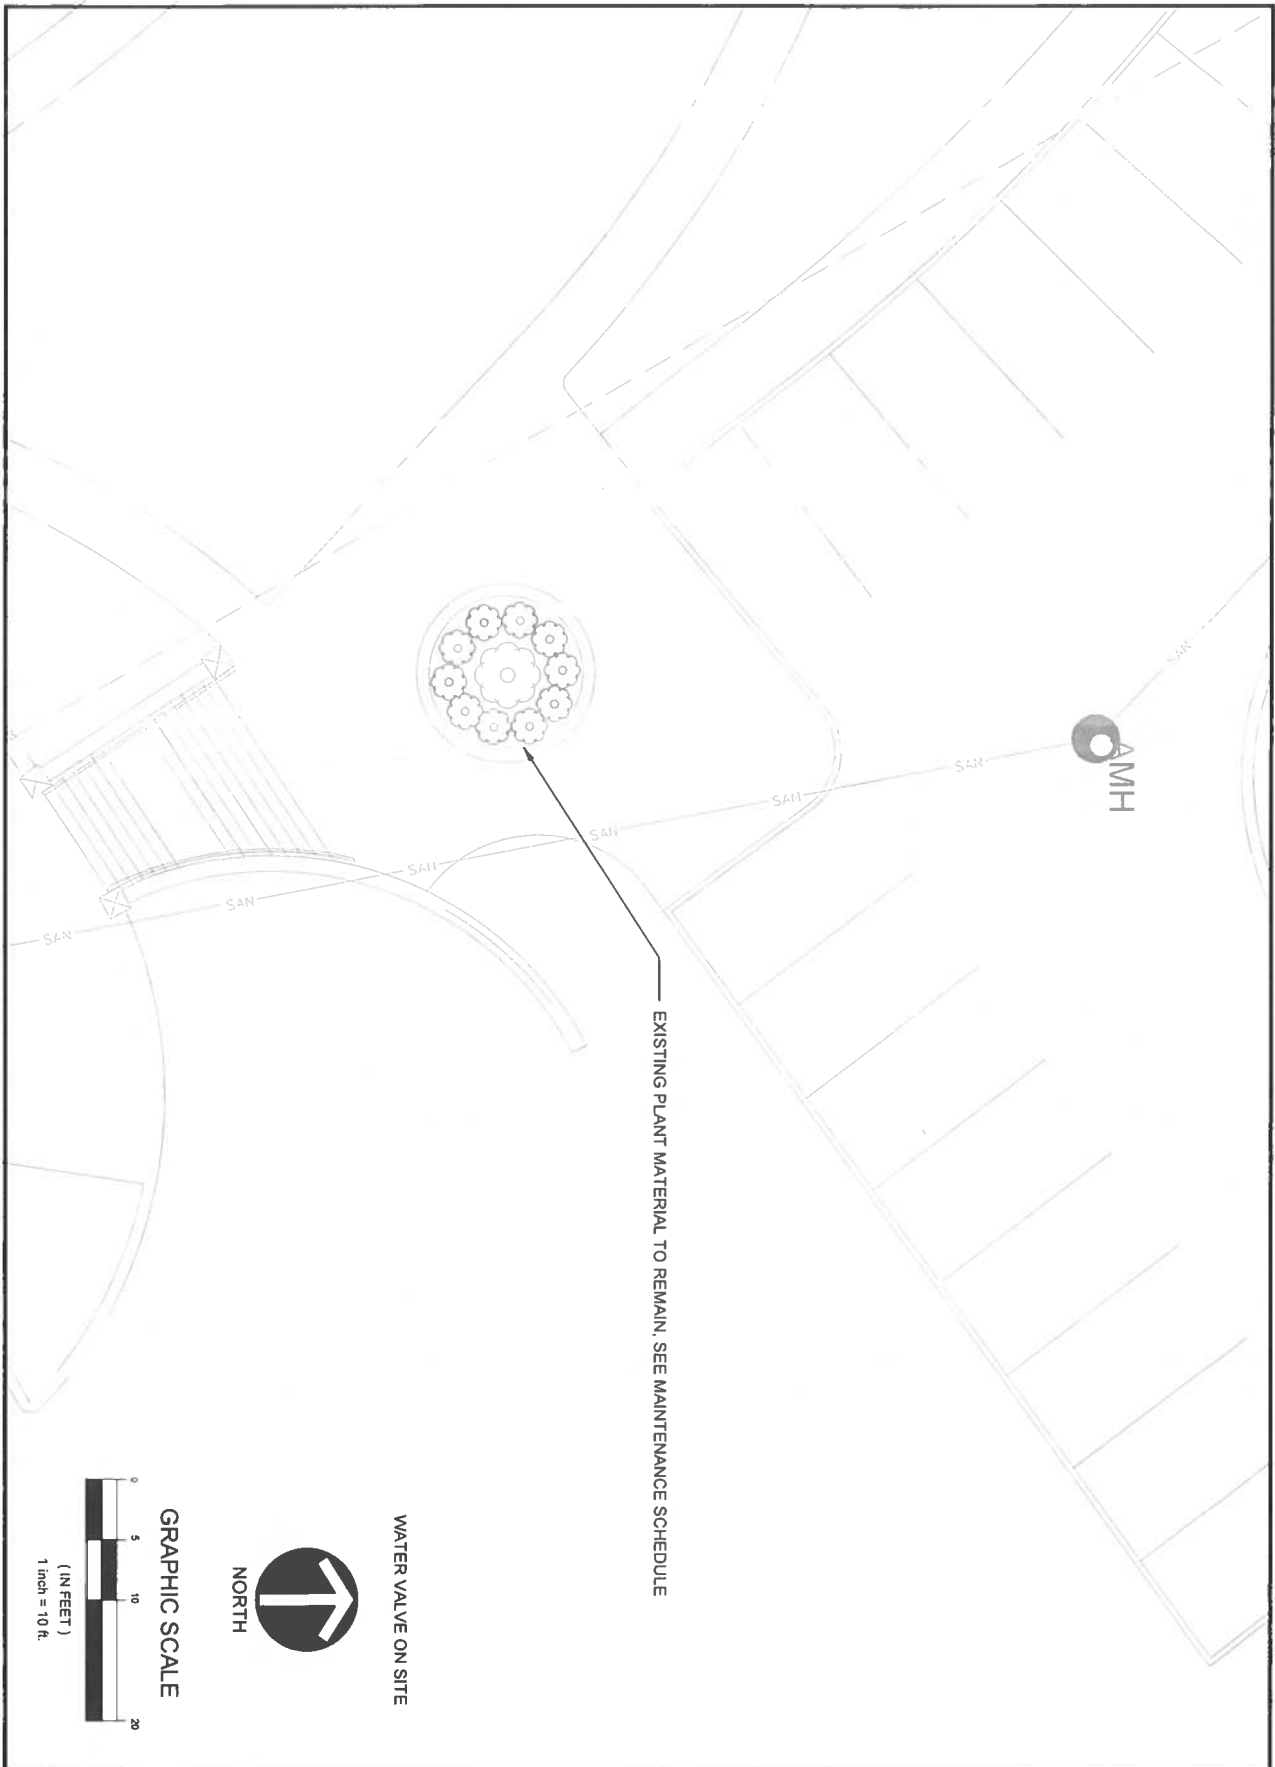 SAN
AMH
SAN
SAN
SAN
SAN
SAN
SAN
EXISTING PLANT MATERIAL TO REMAIN, SEE MAINTENANCE SCHEDULE
WATER VALVE ON SITE
NORTH
GRAPHIC SCALE
0 5 10 20
( IN FEET )
1 inch = 10 ft.